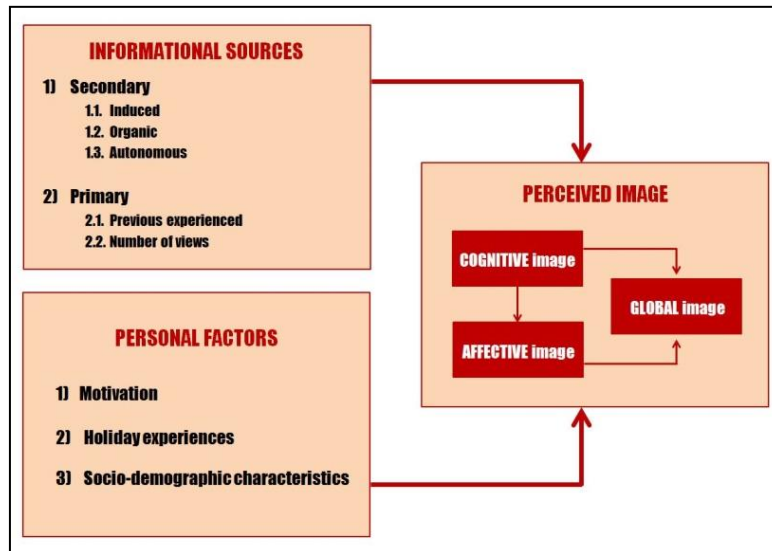 INFORMATIONAL SOURCES
1) Secondary
1.1. Induced
1.2. Organic
1.3. Autonomous
2) Primary
2.1. Previous experienced
2.2. Number of views
PERSONAL FACTORS
1) Motivation
2) Holiday experiences
3) Socio-demographic characteristics
PERCEIVED IMAGE
COGNITIVE image
GLOBAL image
AFFECTIVE image